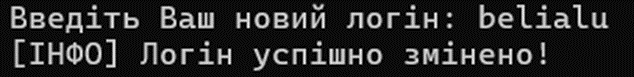 Введіть Ваш новий логін: belialu
[ІНФО] Логін успішно змінено!